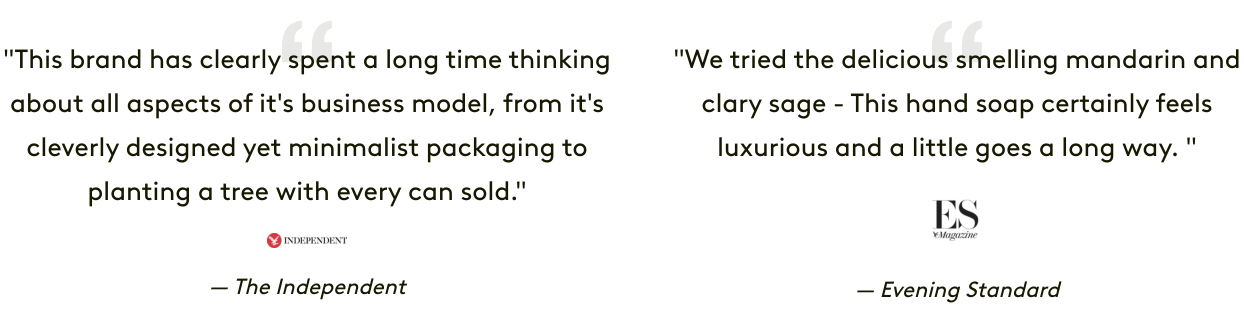 "This brand has clearly spent a long time thinking
about all aspects of it's business model, from it's
cleverly designed yet minimalist packaging to
planting a tree with every can sold."
INDEPENDENT
— The Independent
"We tried the delicious smelling mandarin and
clary sage - This hand soap certainly feels
luxurious and a little goes a long way. "
ES
Magazine
— Evening Standard